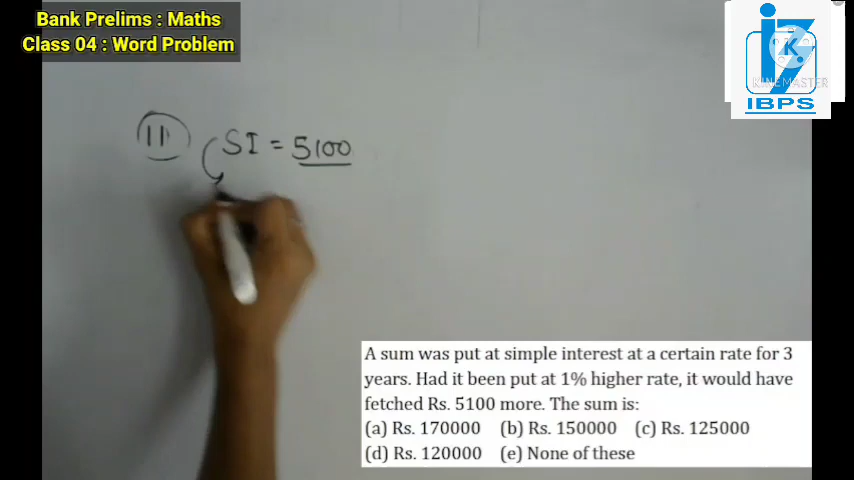 Bank Prelims : Maths
Class 04 : Word Problem
i7
K
KINEMASTER
IBPS
11 SI = 5100
A sum was put at simple interest at a certain rate for 3
years. Had it been put at 1% higher rate, it would have
fetched Rs. 5100 more. The sum is:
(a) Rs. 170000 (b) Rs. 150000 (c) Rs. 125000
(d) Rs. 120000 (e) None of these